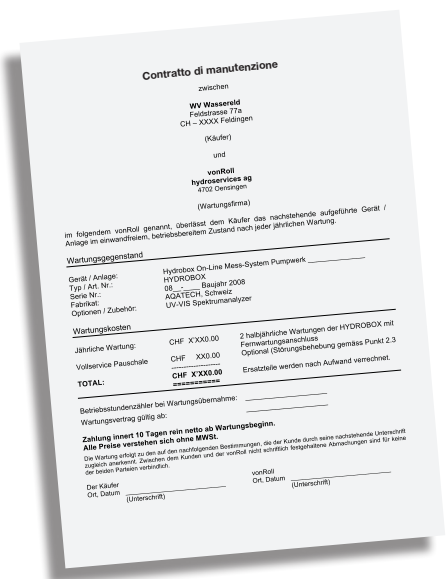 Contratto di manutenzione
zwischen
WV Wassereld
Feldstrasse 77a
CH – XXXX Feldingen
(Käufer)
und
vonRoll
hydroservices ag
4702 Oensingen
(Wartungsfirma)
im folgendem vonRoll genannt, überlässt dem Käufer das nachstehende aufgeführte Gerät /
Anlage im einwandfreiem, betriebsbereitem Zustand nach jeder jährlichen Wartung.
Wartungsgegenstand
Gerät / Anlage: Hydrobox On-Line Mess-System Pumpwerk _______________
Typ / Art. Nr.: HYDROBOX
Serie Nr.: 08__-____ Baujahr 2008
Fabrikat: AQATECH, Schweiz
Optionen / Zubehör: UV-VIS Spektrumanalyzer
Wartungskosten
Jährliche Wartung: CHF X'XX0.00 2 halbjährliche Wartungen der HYDROBOX mit
Fernwartungsanschluss
Vollservice Pauschale CHF XX0.00 Optional (Störungsbehebung gemäss Punkt 2.3
-------------------
TOTAL: CHF X'XX0.00 Ersatzteile werden nach Aufwand verrechnet.
===========
Betriebsstundenzähler bei Wartungsübernahme: ____________________
Wartungsvertrag gültig ab: ____________________
Zahlung innert 10 Tagen rein netto ab Wartungsbeginn.
Alle Preise verstehen sich ohne MWSt.
Die Wartung erfolgt zu den auf den nachfolgenden Bestimmungen, die der Kunde durch seine nachstehende Unterschrift
zugleich anerkennt. Zwischen dem Kunden und der vonRoll nicht schriftlich festgehaltene Abmachungen sind für keine
der beiden Parteien verbindlich.
Der Käufer vonRoll
Ort, Datum _________________________ Ort, Datum _________________________
(Unterschrift) (Unterschrift)